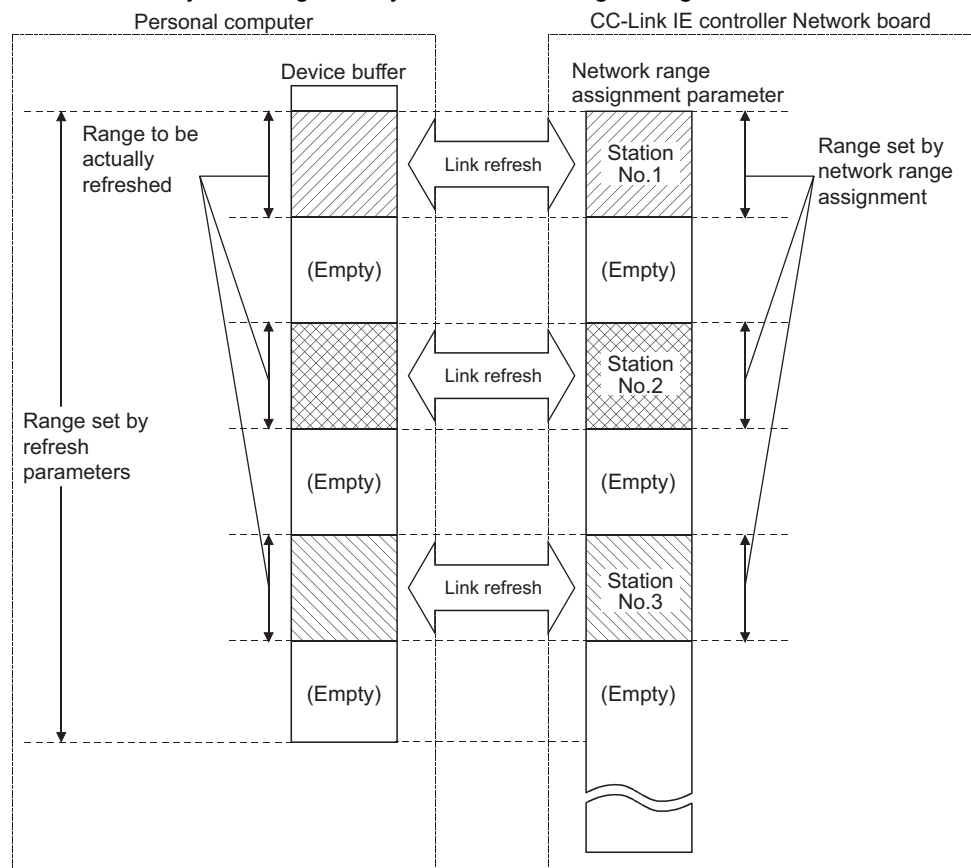 Personal computer
CC-Link IE controller Network board
Device buffer
Network range
assignment parameter
Range to be
actually
refreshed
Link refresh
Station
No.1
Range set by
network range
assignment
(Empty)
(Empty)
Link refresh
Station
No.2
Range set by
refresh
parameters
(Empty)
(Empty)
Link refresh
Station
No.3
(Empty)
(Empty)